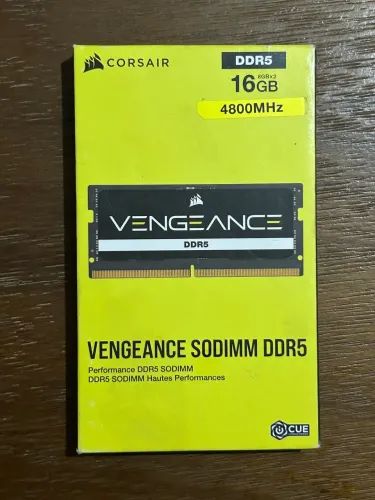 CORSAIR
DDR5
8GBx2
16GB
4800MHz
VENGEANCE
DDR5
VENGEANCE SODIMM DDR5
Performance DDR5 SODIMM
DDR5 SODIMM Hautes Performances
CUE